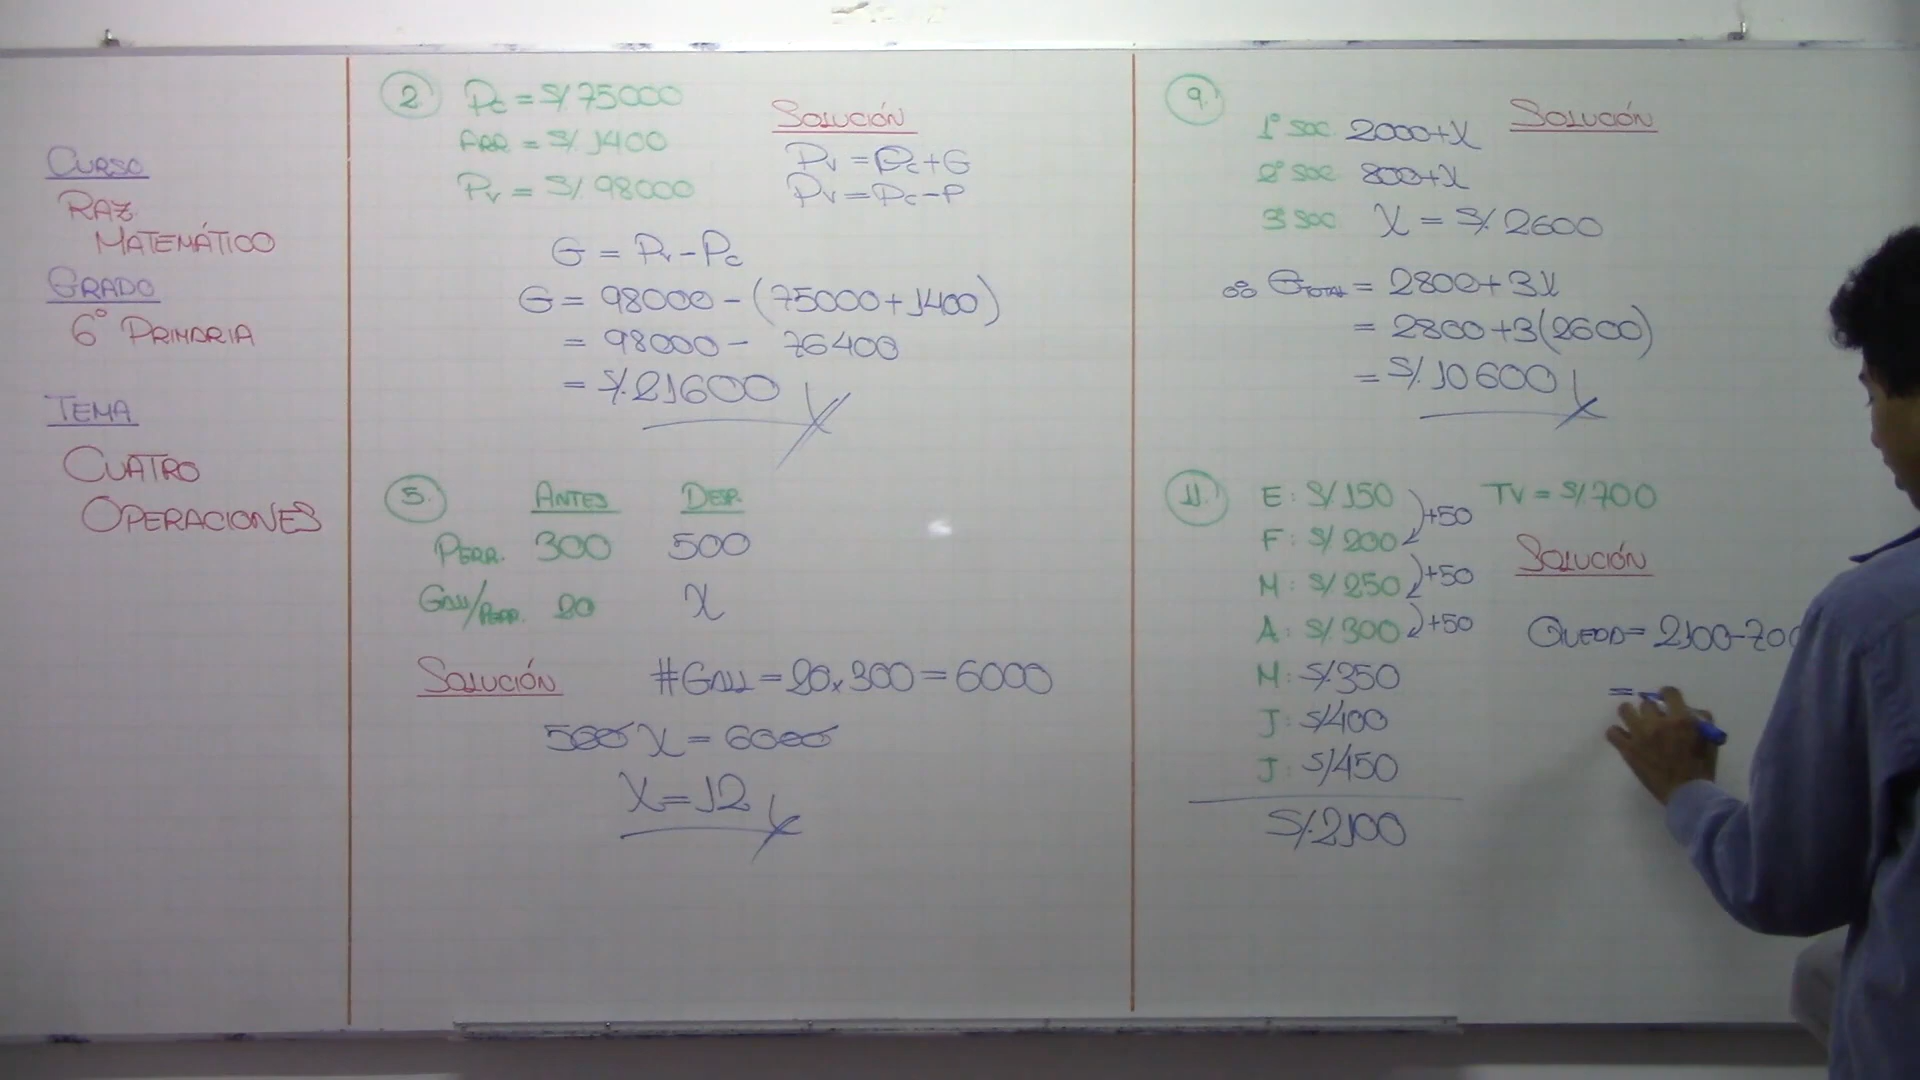 CURSO
RAZ.
MATEMÁTICO
GRADO
6° PRIMARIA
TEMA
CUATRO
OPERACIONES
2. Pc = S/. 75000
ARR = S/. 1400
Pv = S/. 98000
SOLUCIÓN
Pv = Pc + G
Pv = Pc - P
G = Pv - Pc
G = 98000 - (75000 + 1400)
= 98000 - 76400
= S/. 21600
5. ANTES DESP.
PERR. 300 500
GALL/PERR. 20 X
SOLUCIÓN #GALL = 20 x 300 = 6000
500 X = 6000
X = 12
9. SOLUCIÓN
1° SOC. 2000 + X
2° SOC. 800 + X
3° SOC X = S/. 2600
GTOTAL = 2800 + 3X
= 2800 + 3(2600)
= S/. 10600
11. E: S/. 150 +50 TV = S/. 700
F: S/. 200 +50
M: S/. 250 +50
A: S/. 300
M: S/. 350
J: S/. 400
J: S/. 450
S/. 2100
SOLUCIÓN
QUEDA = 2100 - 700
=